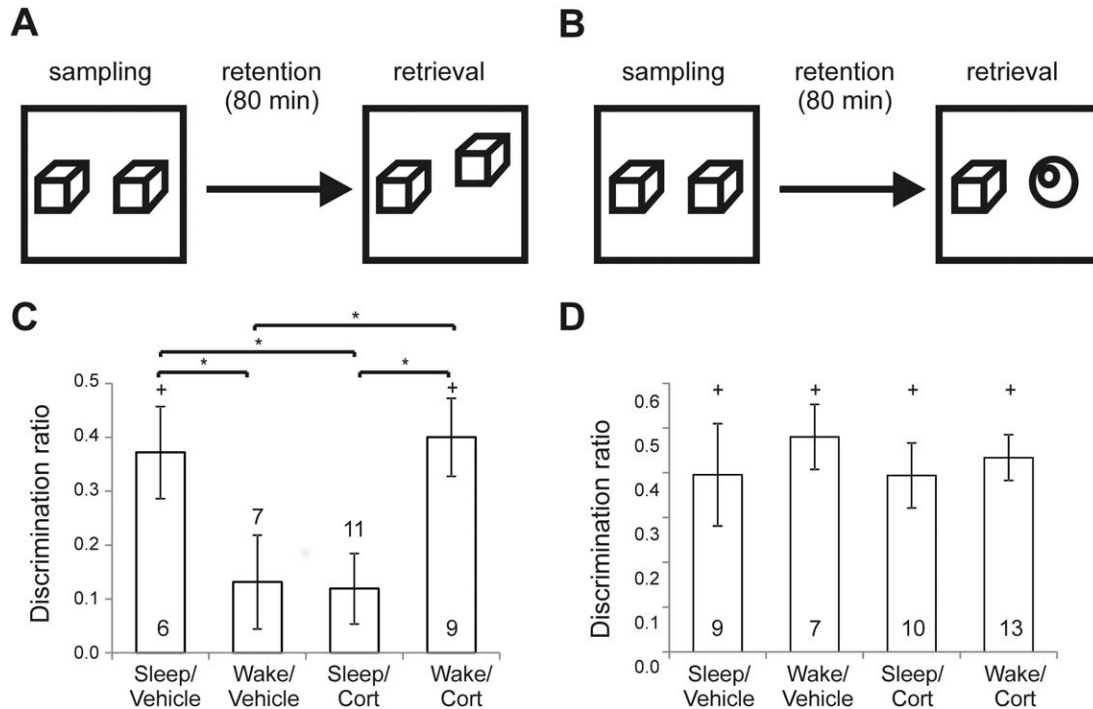 A
sampling
retention
(80 min)
retrieval
B
sampling
retention
(80 min)
retrieval
C
*
*
*
*
+
+
Discrimination ratio
0.5
0.4
0.3
0.2
0.1
0.0
6
7
11
9
Sleep/
Vehicle
Wake/
Vehicle
Sleep/
Cort
Wake/
Cort
D
+
+
+
+
Discrimination ratio
0.6
0.5
0.4
0.3
0.2
0.1
0.0
9
7
10
13
Sleep/
Vehicle
Wake/
Vehicle
Sleep/
Cort
Wake/
Cort